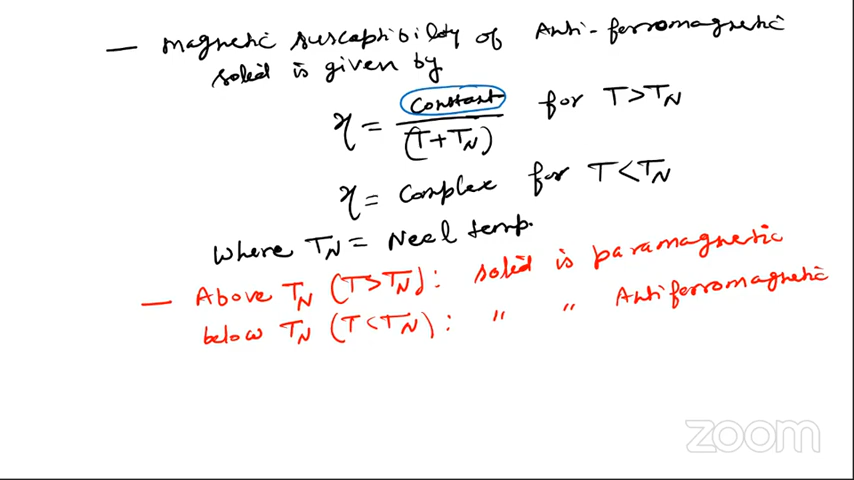 — Magnetic susceptibility of Anti-ferromagnetic
solid is given by
η = Constant / (T+T_N) for T>T_N
η = Complex for T<T_N
Where T_N = Neel temp.
— Above T_N (T>T_N): solid is paramagnetic
below T_N (T<T_N): " " Antiferromagnetic
zoom